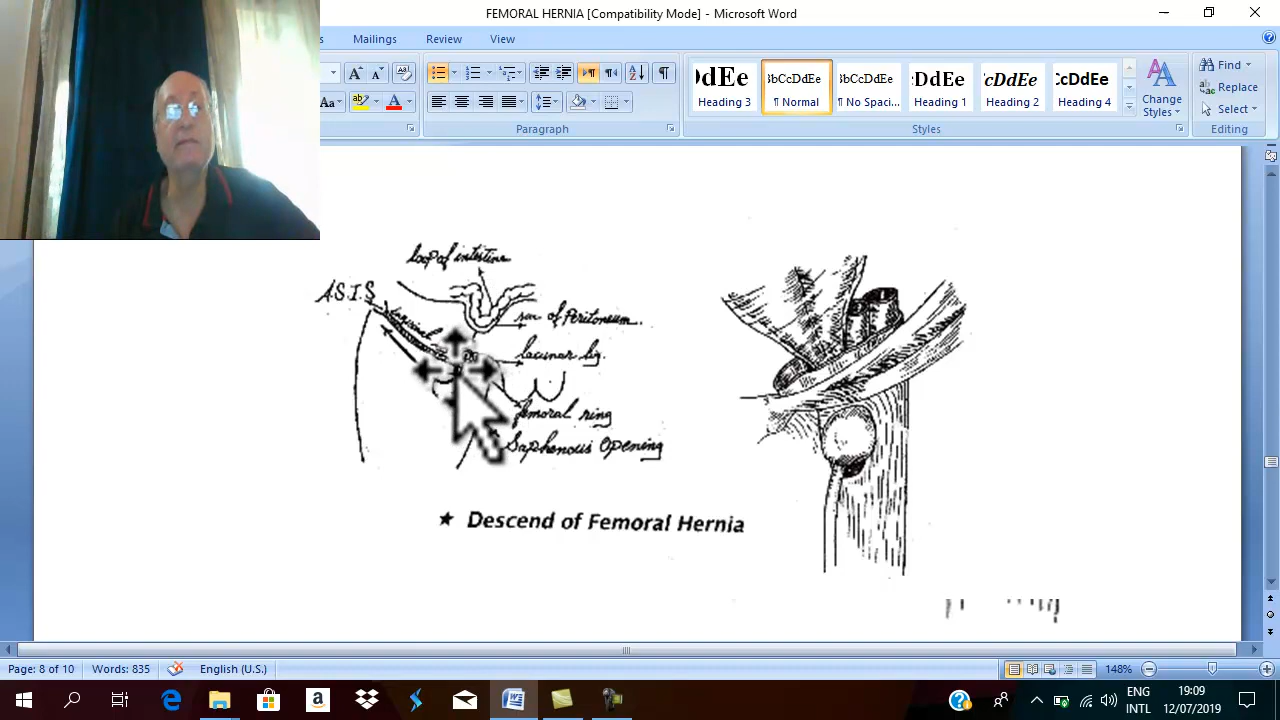 FEMORAL HERNIA [Compatibility Mode] - Microsoft Word
Mailings Review View
Find
Replace
Select
Change
Styles
Heading 3
¶ Normal
¶ No Spaci...
Heading 1
Heading 2
Heading 4
Paragraph
Styles
Editing
loop of intestine
A.S.I.S
inguinal
sac of Peritoneum.
lacunar lig.
femoral ring
Saphenous Opening
★ Descend of Femoral Hernia
Page: 8 of 10
Words: 835
English (U.S.)
148%
ENG
INTL
19:09
12/07/2019